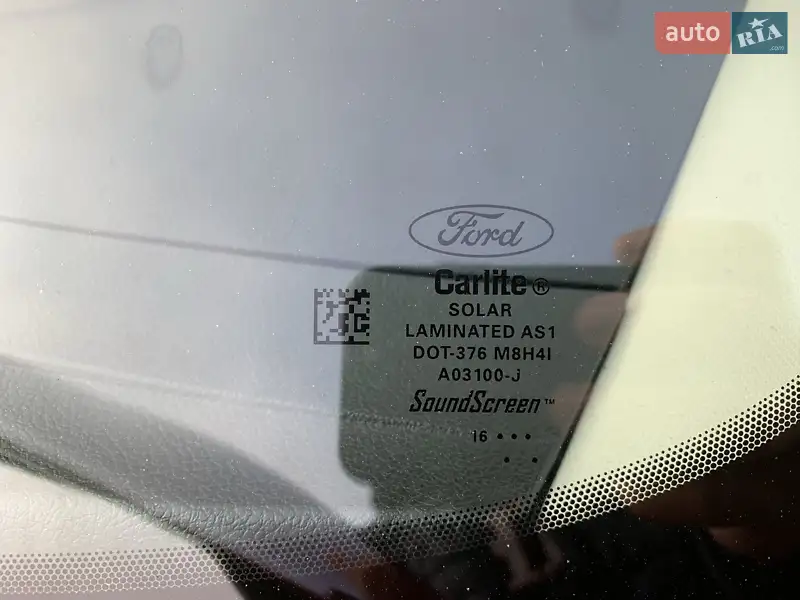 auto RIA.com
Ford
Carlite®
SOLAR
LAMINATED AS1
DOT-376 M8H4I
A03100-J
SoundScreen™
16 •••
••